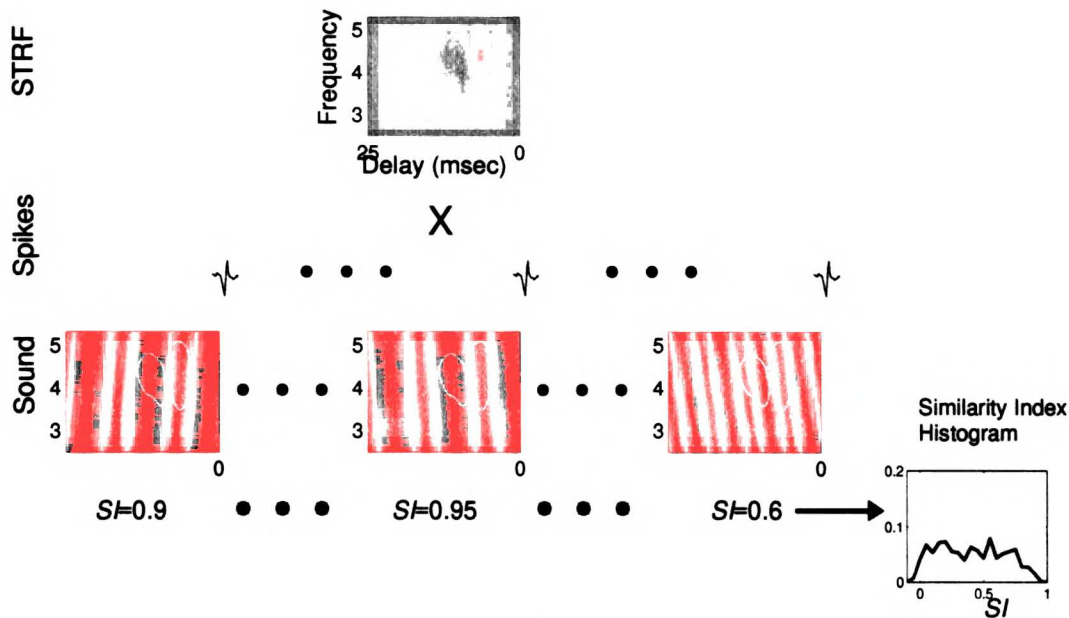 STRF
Frequency
5
4
3
25
0
Delay (msec)
X
Spikes
Sound
5
4
3
0
5
4
3
0
5
4
3
0
SI=0.9
SI=0.95
SI=0.6
Similarity Index
Histogram
0.2
0.1
0
0
0.5
1
SI